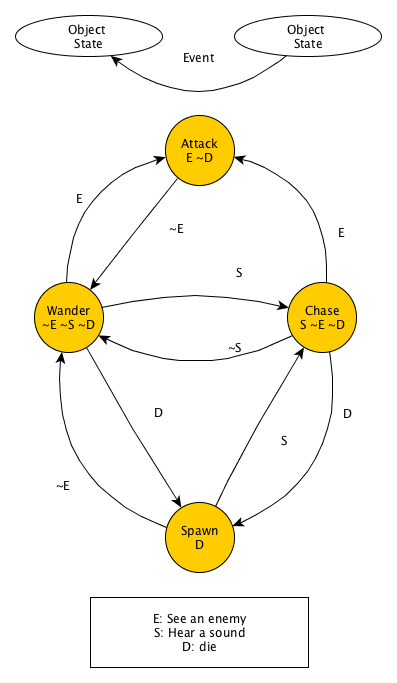 Object
State
Object
State
Event
Attack
E ~D
E
~E
E
S
Wander
~E ~S ~D
Chase
S ~E ~D
~S
D
D
S
~E
Spawn
D
E: See an enemy
S: Hear a sound
D: die